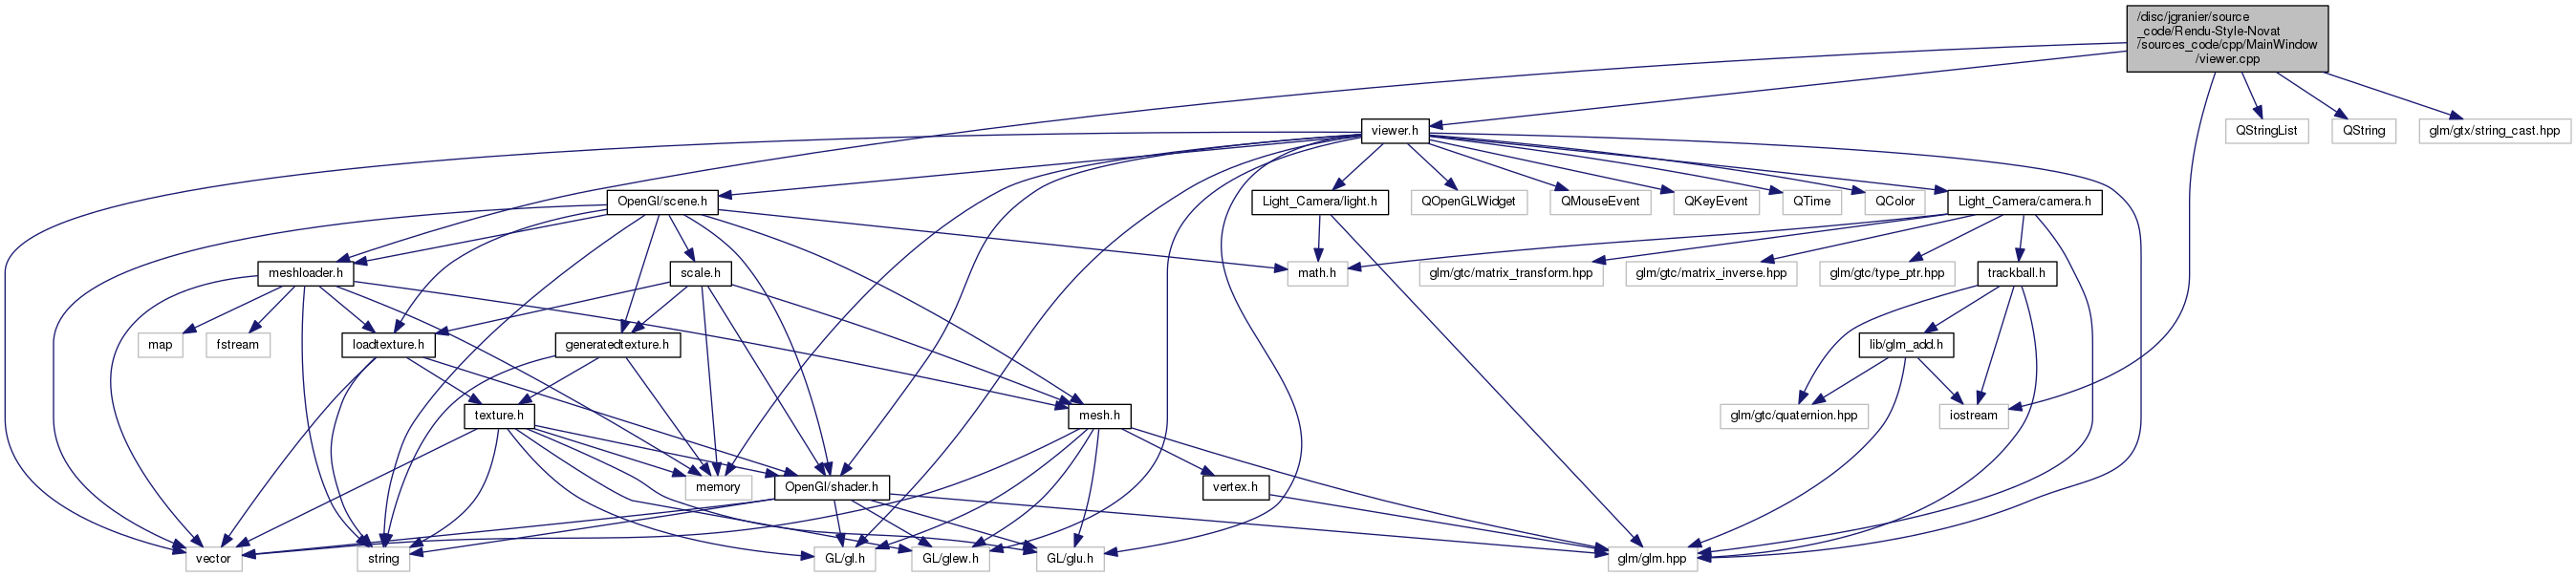 /disc/jgranier/source
_code/Rendu-Style-Novat
/sources_code/cpp/MainWindow
/viewer.cpp
viewer.h
QStringList
QString
glm/gtx/string_cast.hpp
OpenGl/scene.h
Light_Camera/light.h
QOpenGLWidget
QMouseEvent
QKeyEvent
QTime
QColor
Light_Camera/camera.h
meshloader.h
scale.h
math.h
glm/gtc/matrix_transform.hpp
glm/gtc/matrix_inverse.hpp
glm/gtc/type_ptr.hpp
trackball.h
map
fstream
loadtexture.h
generatedtexture.h
lib/glm_add.h
texture.h
mesh.h
glm/gtc/quaternion.hpp
iostream
memory
OpenGl/shader.h
vertex.h
vector
string
GL/gl.h
GL/glew.h
GL/glu.h
glm/glm.hpp